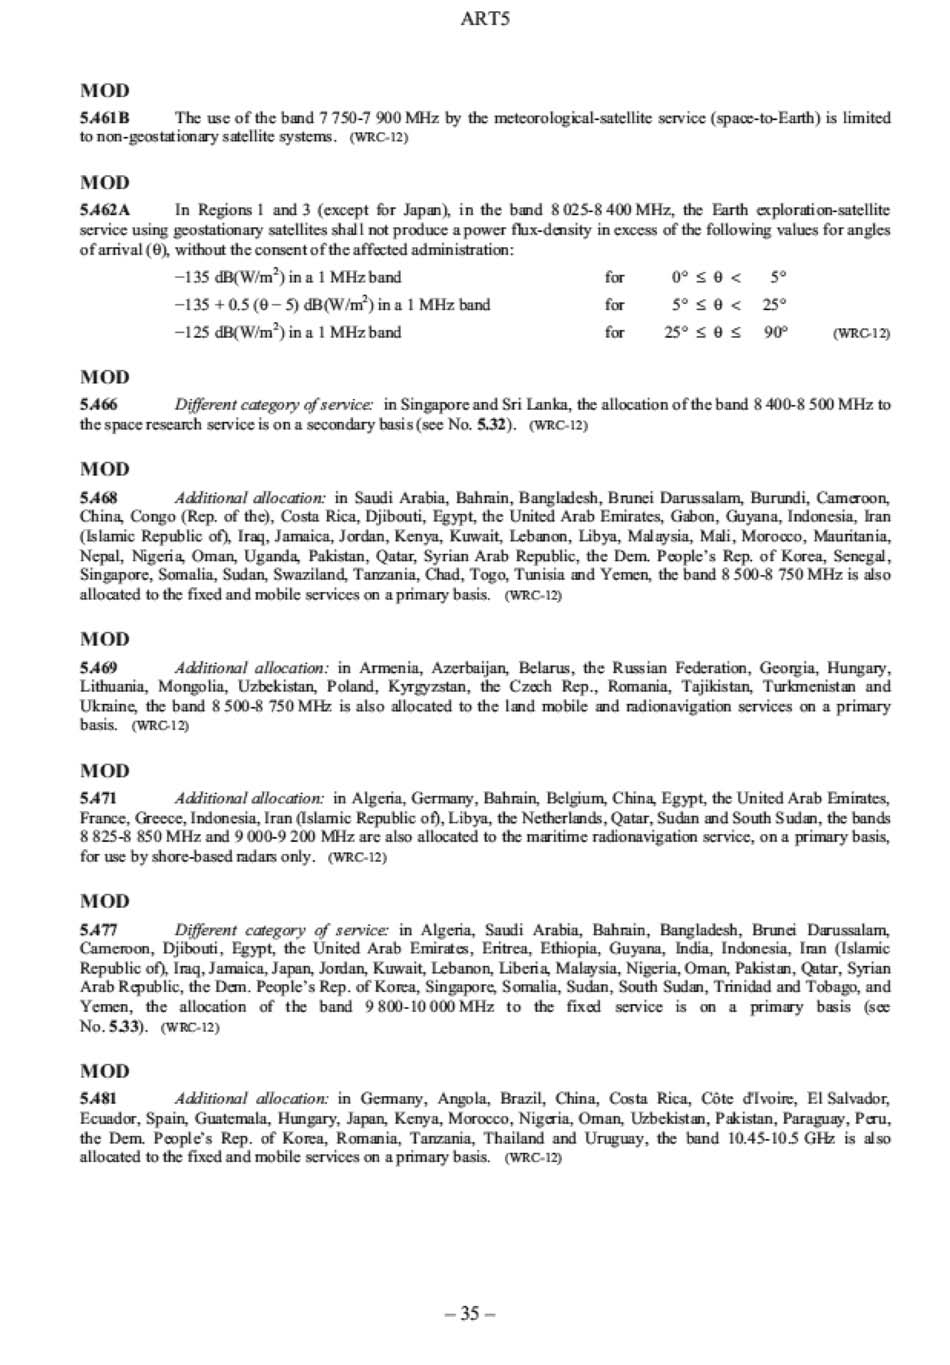 ART5
MOD
5.461B The use of the band 7 750-7 900 MHz by the meteorological-satellite service (space-to-Earth) is limited
to non-geostationary satellite systems. (WRC-12)
MOD
5.462A In Regions 1 and 3 (except for Japan), in the band 8 025-8 400 MHz, the Earth exploration-satellite
service using geostationary satellites shall not produce a power flux-density in excess of the following values for angles
of arrival (θ), without the consent of the affected administration:
−135 dB(W/m²) in a 1 MHz band for 0° ≤ θ < 5°
−135 + 0.5 (θ − 5) dB(W/m²) in a 1 MHz band for 5° ≤ θ < 25°
−125 dB(W/m²) in a 1 MHz band for 25° ≤ θ ≤ 90° (WRC-12)
MOD
5.466 Different category of service: in Singapore and Sri Lanka, the allocation of the band 8 400-8 500 MHz to
the space research service is on a secondary basis (see No. 5.32). (WRC-12)
MOD
5.468 Additional allocation: in Saudi Arabia, Bahrain, Bangladesh, Brunei Darussalam, Burundi, Cameroon,
China, Congo (Rep. of the), Costa Rica, Djibouti, Egypt, the United Arab Emirates, Gabon, Guyana, Indonesia, Iran
(Islamic Republic of), Iraq, Jamaica, Jordan, Kenya, Kuwait, Lebanon, Libya, Malaysia, Mali, Morocco, Mauritania,
Nepal, Nigeria, Oman, Uganda, Pakistan, Qatar, Syrian Arab Republic, the Dem. People's Rep. of Korea, Senegal,
Singapore, Somalia, Sudan, Swaziland, Tanzania, Chad, Togo, Tunisia and Yemen, the band 8 500-8 750 MHz is also
allocated to the fixed and mobile services on a primary basis. (WRC-12)
MOD
5.469 Additional allocation: in Armenia, Azerbaijan, Belarus, the Russian Federation, Georgia, Hungary,
Lithuania, Mongolia, Uzbekistan, Poland, Kyrgyzstan, the Czech Rep., Romania, Tajikistan, Turkmenistan and
Ukraine, the band 8 500-8 750 MHz is also allocated to the land mobile and radionavigation services on a primary
basis. (WRC-12)
MOD
5.471 Additional allocation: in Algeria, Germany, Bahrain, Belgium, China, Egypt, the United Arab Emirates,
France, Greece, Indonesia, Iran (Islamic Republic of), Libya, the Netherlands, Qatar, Sudan and South Sudan, the bands
8 825-8 850 MHz and 9 000-9 200 MHz are also allocated to the maritime radionavigation service, on a primary basis,
for use by shore-based radars only. (WRC-12)
MOD
5.477 Different category of service: in Algeria, Saudi Arabia, Bahrain, Bangladesh, Brunei Darussalam,
Cameroon, Djibouti, Egypt, the United Arab Emirates, Eritrea, Ethiopia, Guyana, India, Indonesia, Iran (Islamic
Republic of), Iraq, Jamaica, Japan, Jordan, Kuwait, Lebanon, Liberia, Malaysia, Nigeria, Oman, Pakistan, Qatar, Syrian
Arab Republic, the Dem. People's Rep. of Korea, Singapore, Somalia, Sudan, South Sudan, Trinidad and Tobago, and
Yemen, the allocation of the band 9 800-10 000 MHz to the fixed service is on a primary basis (see
No. 5.33). (WRC-12)
MOD
5.481 Additional allocation: in Germany, Angola, Brazil, China, Costa Rica, Côte d'Ivoire, El Salvador,
Ecuador, Spain, Guatemala, Hungary, Japan, Kenya, Morocco, Nigeria, Oman, Uzbekistan, Pakistan, Paraguay, Peru,
the Dem. People's Rep. of Korea, Romania, Tanzania, Thailand and Uruguay, the band 10.45-10.5 GHz is also
allocated to the fixed and mobile services on a primary basis. (WRC-12)
– 35 –